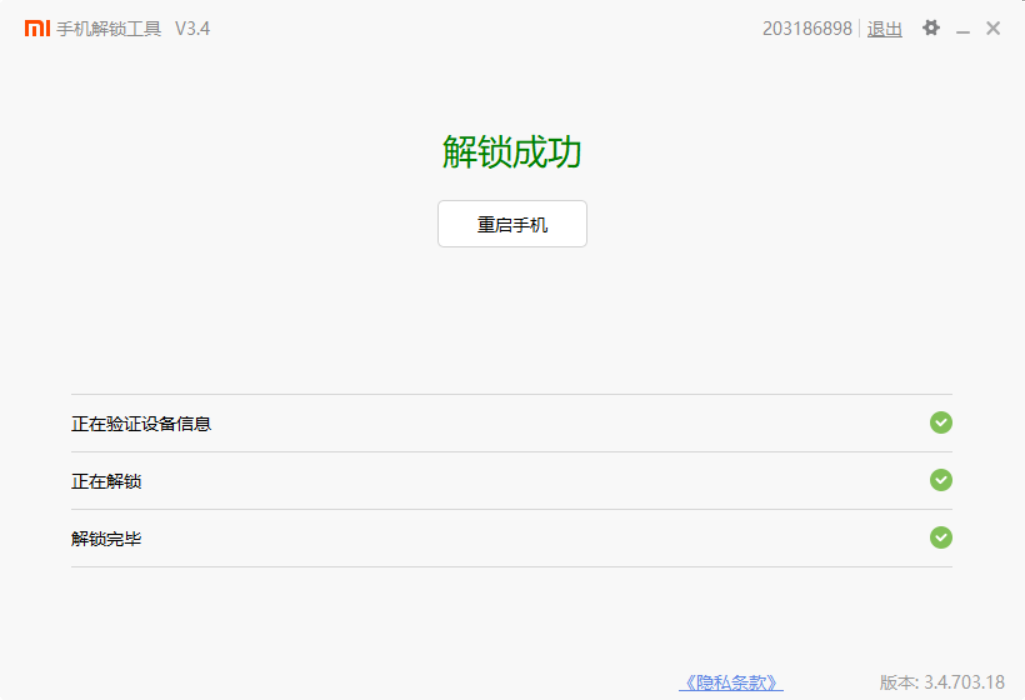 mi 手机解锁工具 V3.4 203186898 退出
解锁成功
重启手机
正在验证设备信息
正在解锁
解锁完毕
《隐私条款》 版本: 3.4.703.18